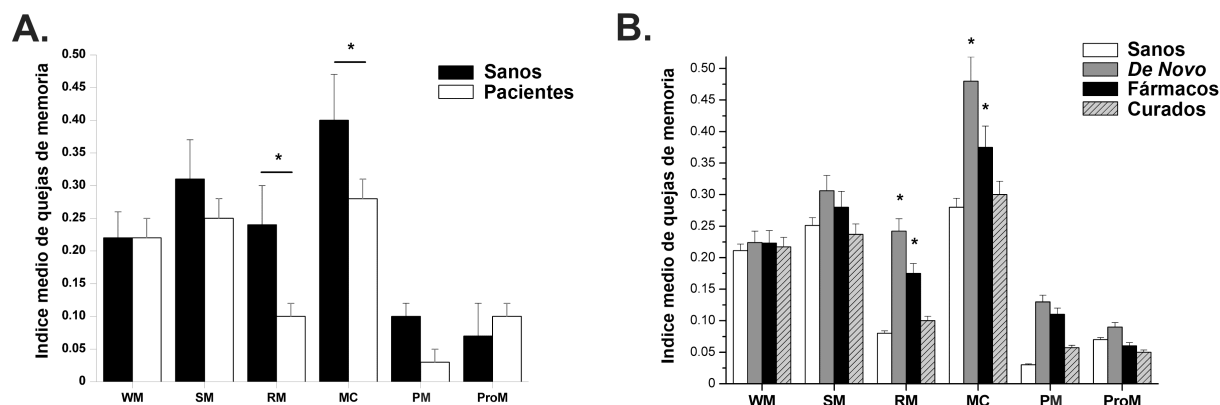 A.
Indice medio de quejas de memoria
0.50
0.45
0.40
0.35
0.30
0.25
0.20
0.15
0.10
0.05
0
*
*
Sanos
Pacientes
WM SM RM MC PM ProM
B.
Indice medio de quejas de memoria
0.50
0.45
0.40
0.35
0.30
0.25
0.20
0.15
0.10
0.05
0
*
*
*
*
Sanos
De Novo
Fármacos
Curados
WM SM RM MC PM ProM